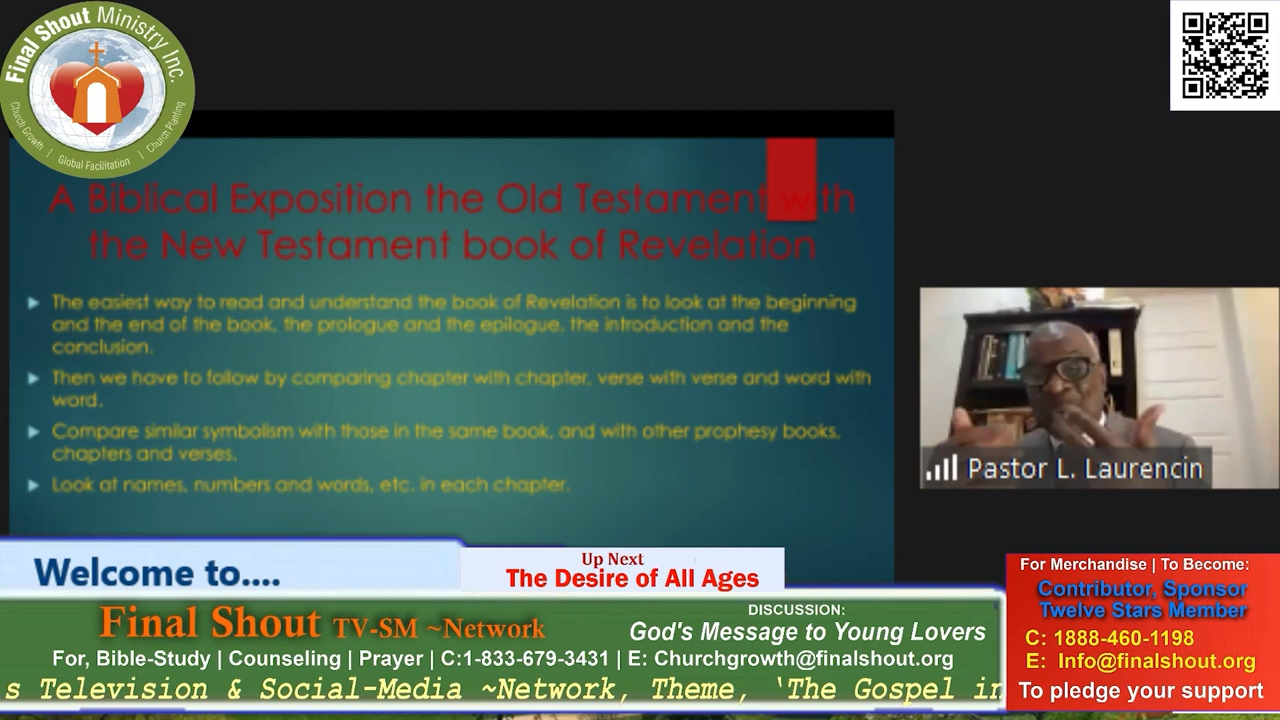 Final Shout Ministry Inc.
Church Growth | Global Facilitation | Church Planting
A Biblical Exposition the Old Testament with
the New Testament book of Revelation
The easiest way to read and understand the book of Revelation is to look at the beginning
and the end of the book, the prologue and the epilogue, the introduction and the
conclusion.
Then we have to follow by comparing chapter with chapter, verse with verse and word with
word.
Compare similar symbolism with those in the same book, and with other prophesy books,
chapters and verses.
Look at names, numbers and words, etc. in each chapter.
Pastor L. Laurencin
Welcome to....
Up Next
The Desire of All Ages
Final Shout TV-SM ~Network
DISCUSSION:
God's Message to Young Lovers
For, Bible-Study | Counseling | Prayer | C:1-833-679-3431 | E: Churchgrowth@finalshout.org
s Television & Social-Media ~Network, Theme, 'The Gospel in
For Merchandise | To Become:
Contributor, Sponsor
Twelve Stars Member
C: 1888-460-1198
E: Info@finalshout.org
To pledge your support